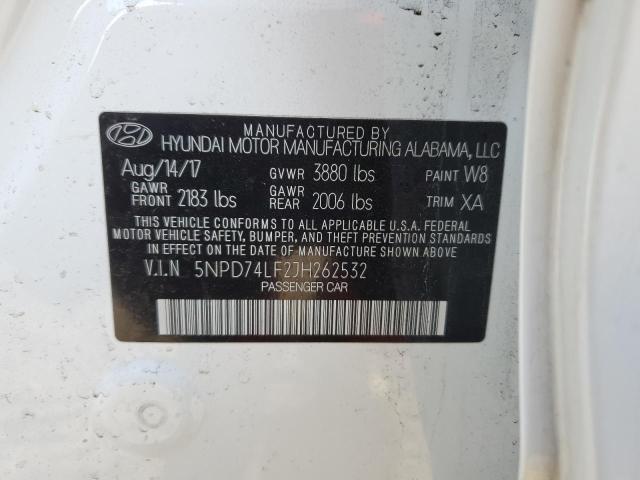 MANUFACTURED BY
HYUNDAI MOTOR MANUFACTURING ALABAMA, LLC
Aug/14/17 GVWR 3880 lbs PAINT W8
GAWR FRONT 2183 lbs GAWR REAR 2006 lbs TRIM XA
THIS VEHICLE CONFORMS TO ALL APPLICABLE U.S.A. FEDERAL
MOTOR VEHICLE SAFETY, BUMPER, AND THEFT PREVENTION STANDARDS
IN EFFECT ON THE DATE OF MANUFACTURE SHOWN ABOVE.
V.I.N 5NPD74LF2JH262532
PASSENGER CAR